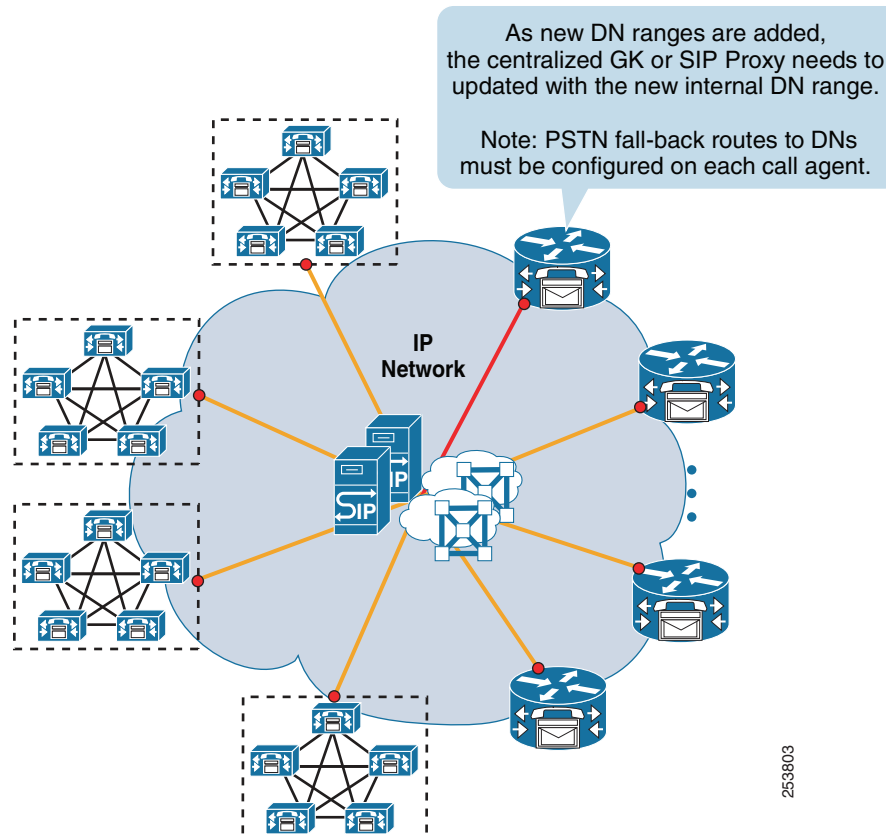 As new DN ranges are added,
the centralized GK or SIP Proxy needs to
updated with the new internal DN range.
Note: PSTN fall-back routes to DNs
must be configured on each call agent.
IP
Network
IP
SIP
253803